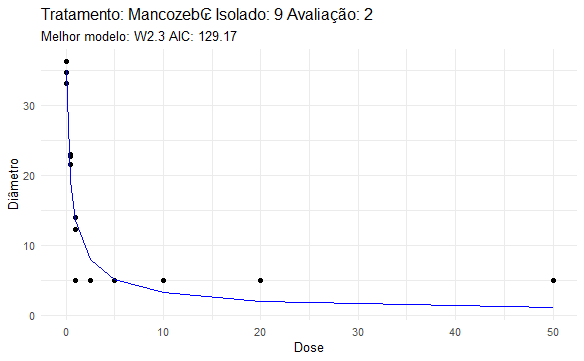 Tratamento: Mancozeb₢ Isolado: 9 Avaliação: 2
Melhor modelo: W2.3 AIC: 129.17
Diâmetro
30
20
10
0
0 10 20 30 40 50
Dose